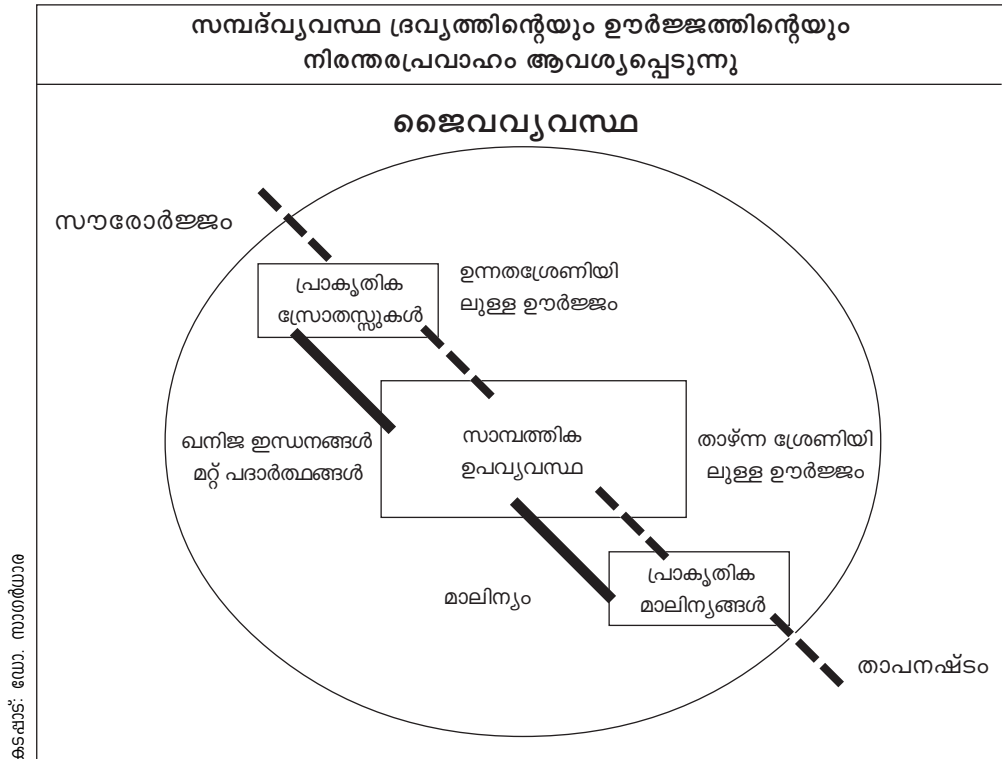 സമ്പദ്‌വ്യവസ്ഥ ദ്രവ്യത്തിന്റെയും ഊർജ്ജത്തിന്റെയും
നിരന്തരപ്രവാഹം ആവശ്യപ്പെടുന്നു
ജൈവവ്യവസ്ഥ
സൗരോർജ്ജം
പ്രാകൃതിക
സ്രോതസ്സുകൾ
ഉന്നതശ്രേണിയി
ലുള്ള ഊർജ്ജം
ഖനിജ ഇന്ധനങ്ങൾ
മറ്റ് പദാർത്ഥങ്ങൾ
സാമ്പത്തിക
ഉപവ്യവസ്ഥ
താഴ്ന്ന ശ്രേണിയി
ലുള്ള ഊർജ്ജം
മാലിന്യം
പ്രാകൃതിക
മാലിന്യങ്ങൾ
താപനഷ്ടം
കടപ്പാട്: ഡോ. സാഗർധാര